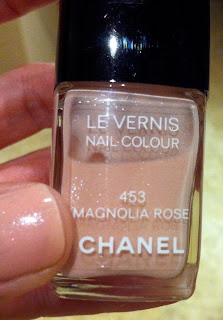 LE VERNIS
NAIL·COLOUR
453
MAGNOLIA ROSE
CHANEL